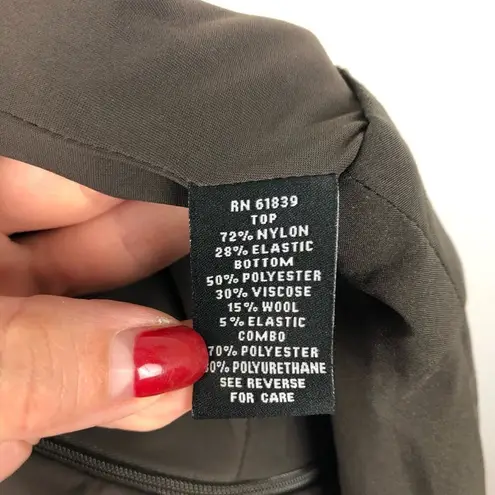 RN 61839
TOP
72% NYLON
28% ELASTIC
BOTTOM
50% POLYESTER
30% VISCOSE
15% WOOL
5% ELASTIC
COMBO
70% POLYESTER
0% POLYURETHANE
SEE REVERSE
FOR CARE